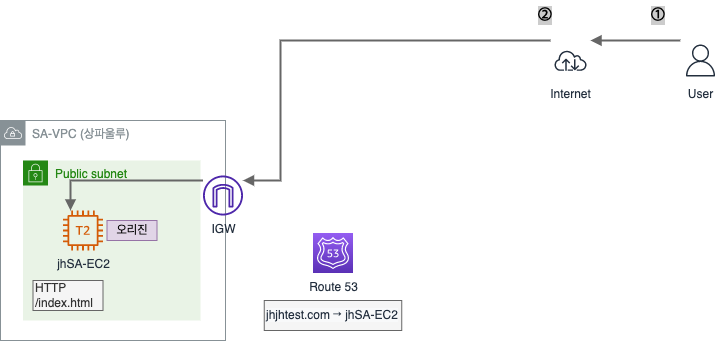 ②
①
Internet
User
SA-VPC (상파울루)
Public subnet
T2
오리진
IGW
jhSA-EC2
HTTP
/index.html
53
Route 53
jhjhtest.com → jhSA-EC2